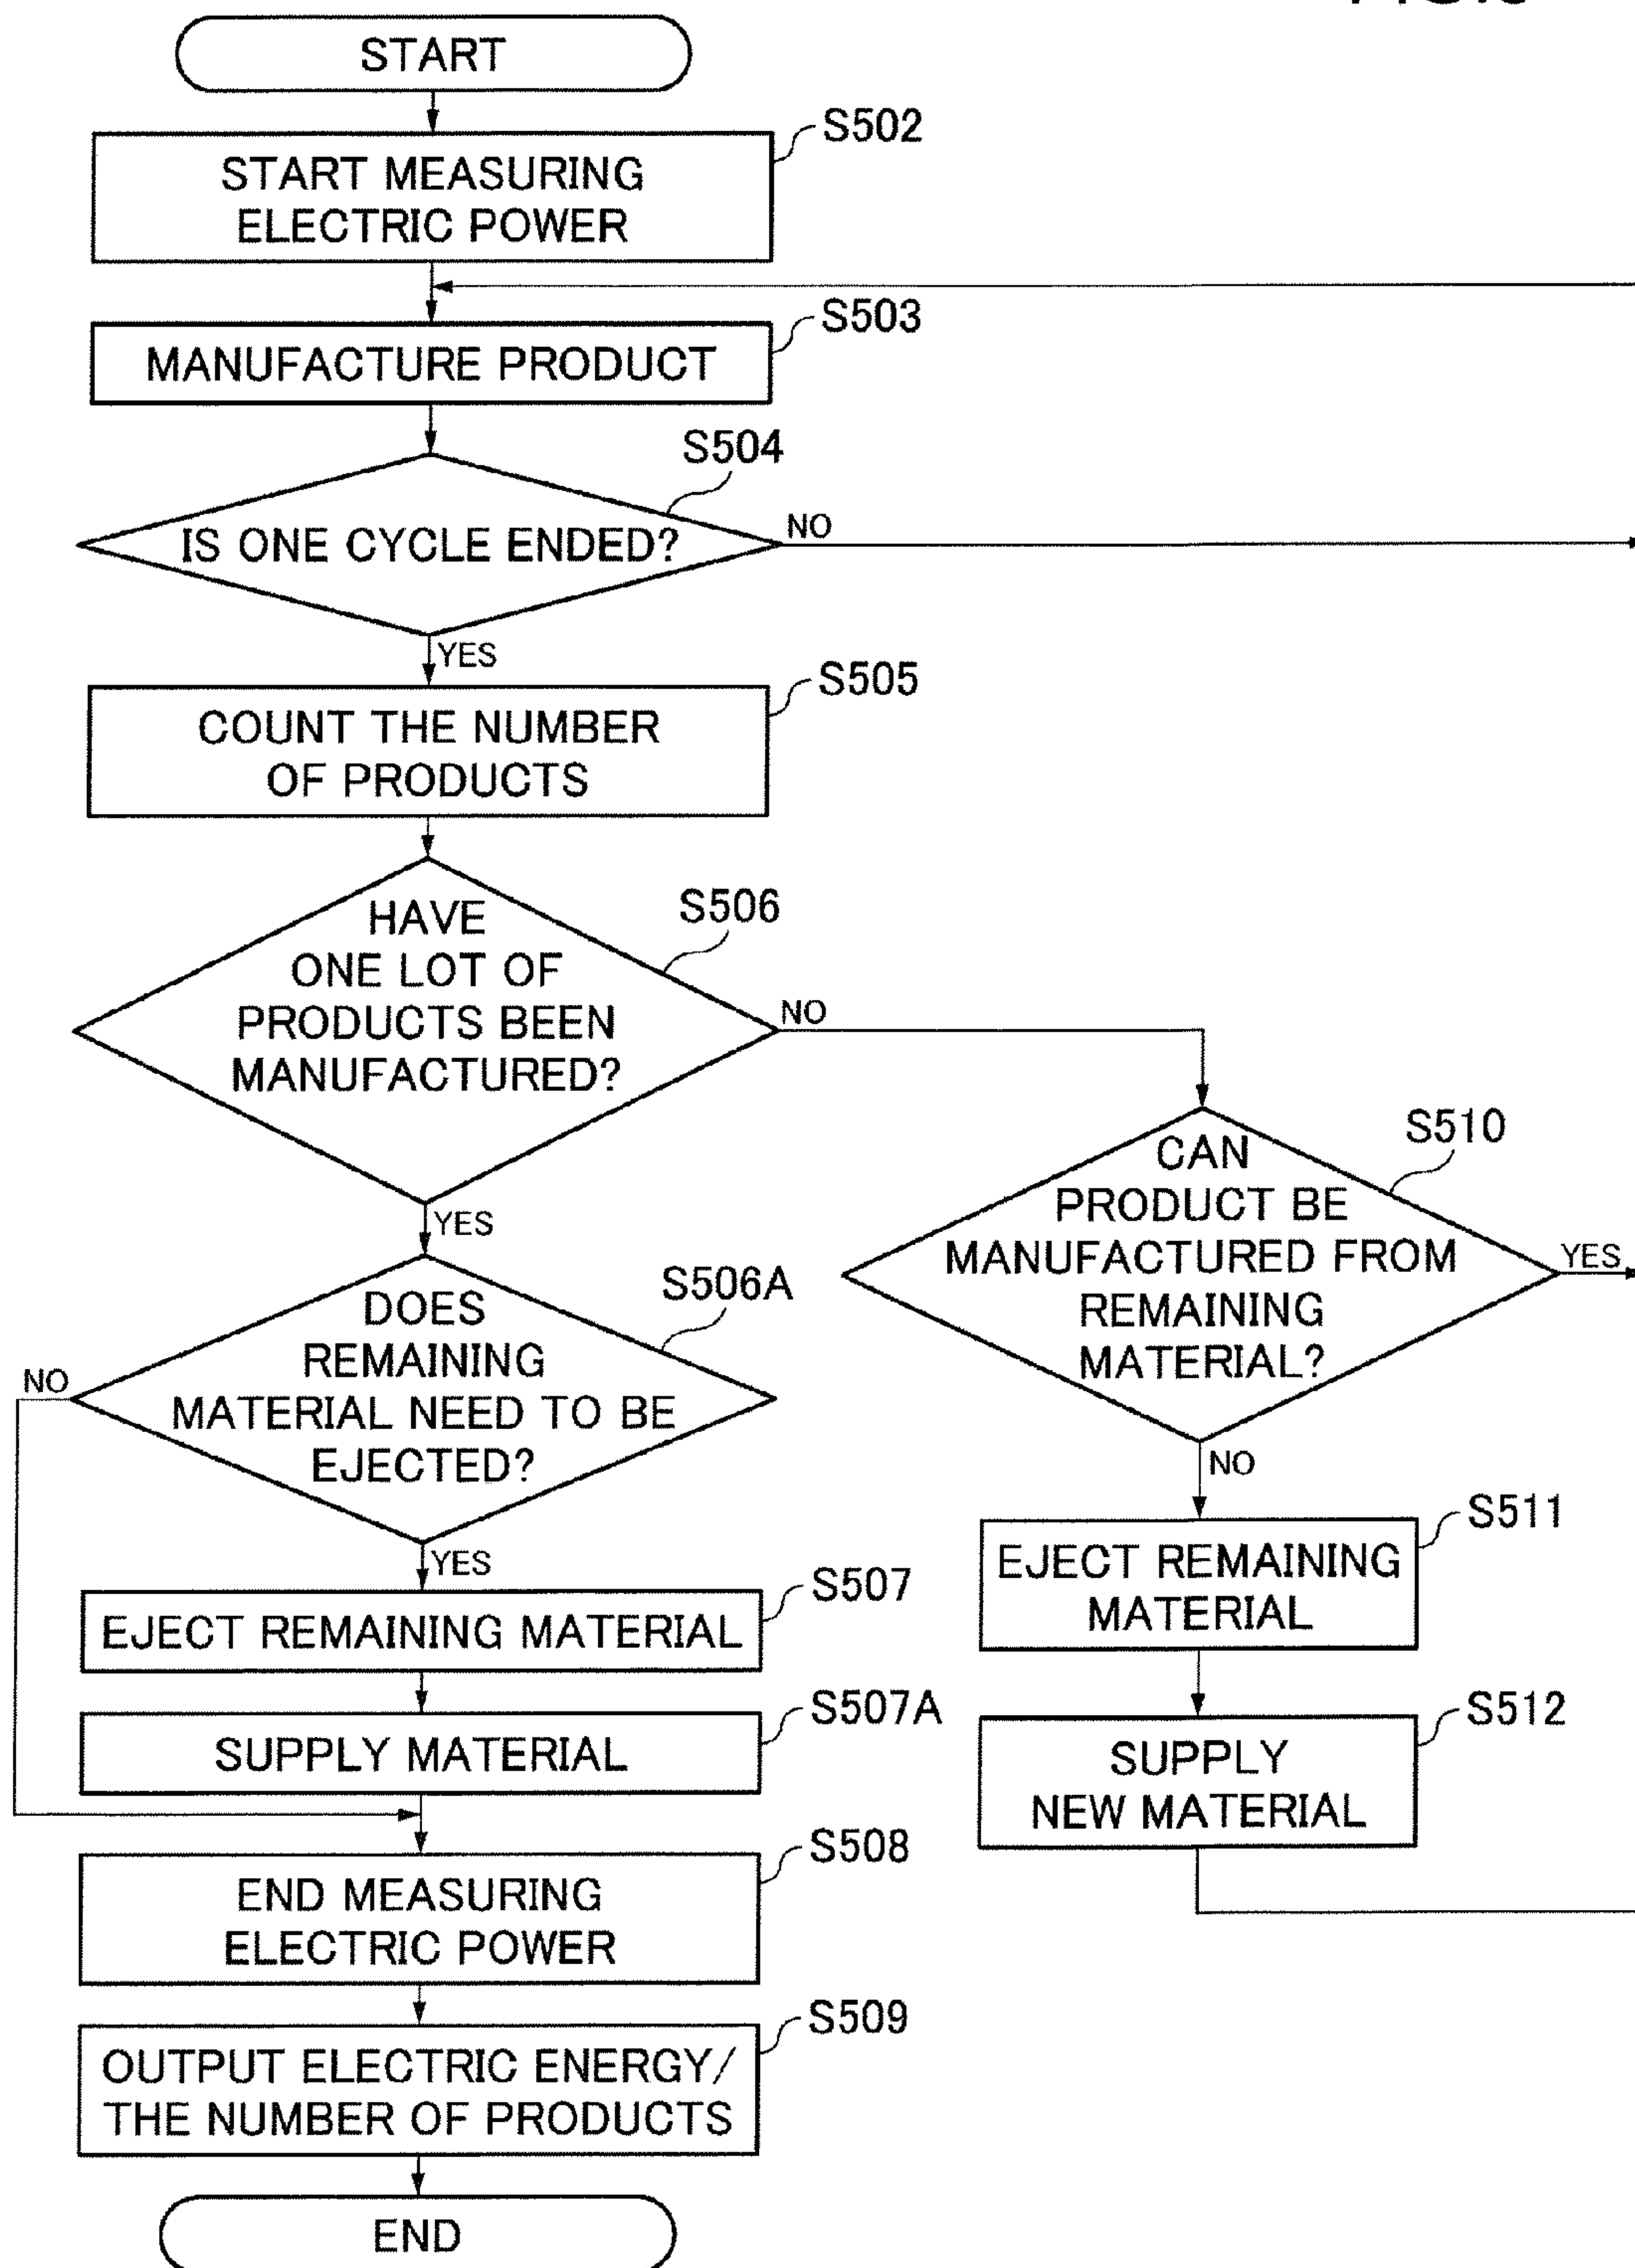 START
S502
START MEASURING
ELECTRIC POWER
S503
MANUFACTURE PRODUCT
S504
IS ONE CYCLE ENDED?
NO
YES
S505
COUNT THE NUMBER
OF PRODUCTS
S506
HAVE
ONE LOT OF
PRODUCTS BEEN
MANUFACTURED?
NO
YES
S510
CAN
PRODUCT BE
MANUFACTURED FROM
REMAINING
MATERIAL?
YES
NO
S506A
DOES
REMAINING
MATERIAL NEED TO BE
EJECTED?
NO
YES
S511
EJECT REMAINING
MATERIAL
S507
EJECT REMAINING MATERIAL
S507A
SUPPLY MATERIAL
S512
SUPPLY
NEW MATERIAL
S508
END MEASURING
ELECTRIC POWER
S509
OUTPUT ELECTRIC ENERGY/
THE NUMBER OF PRODUCTS
END